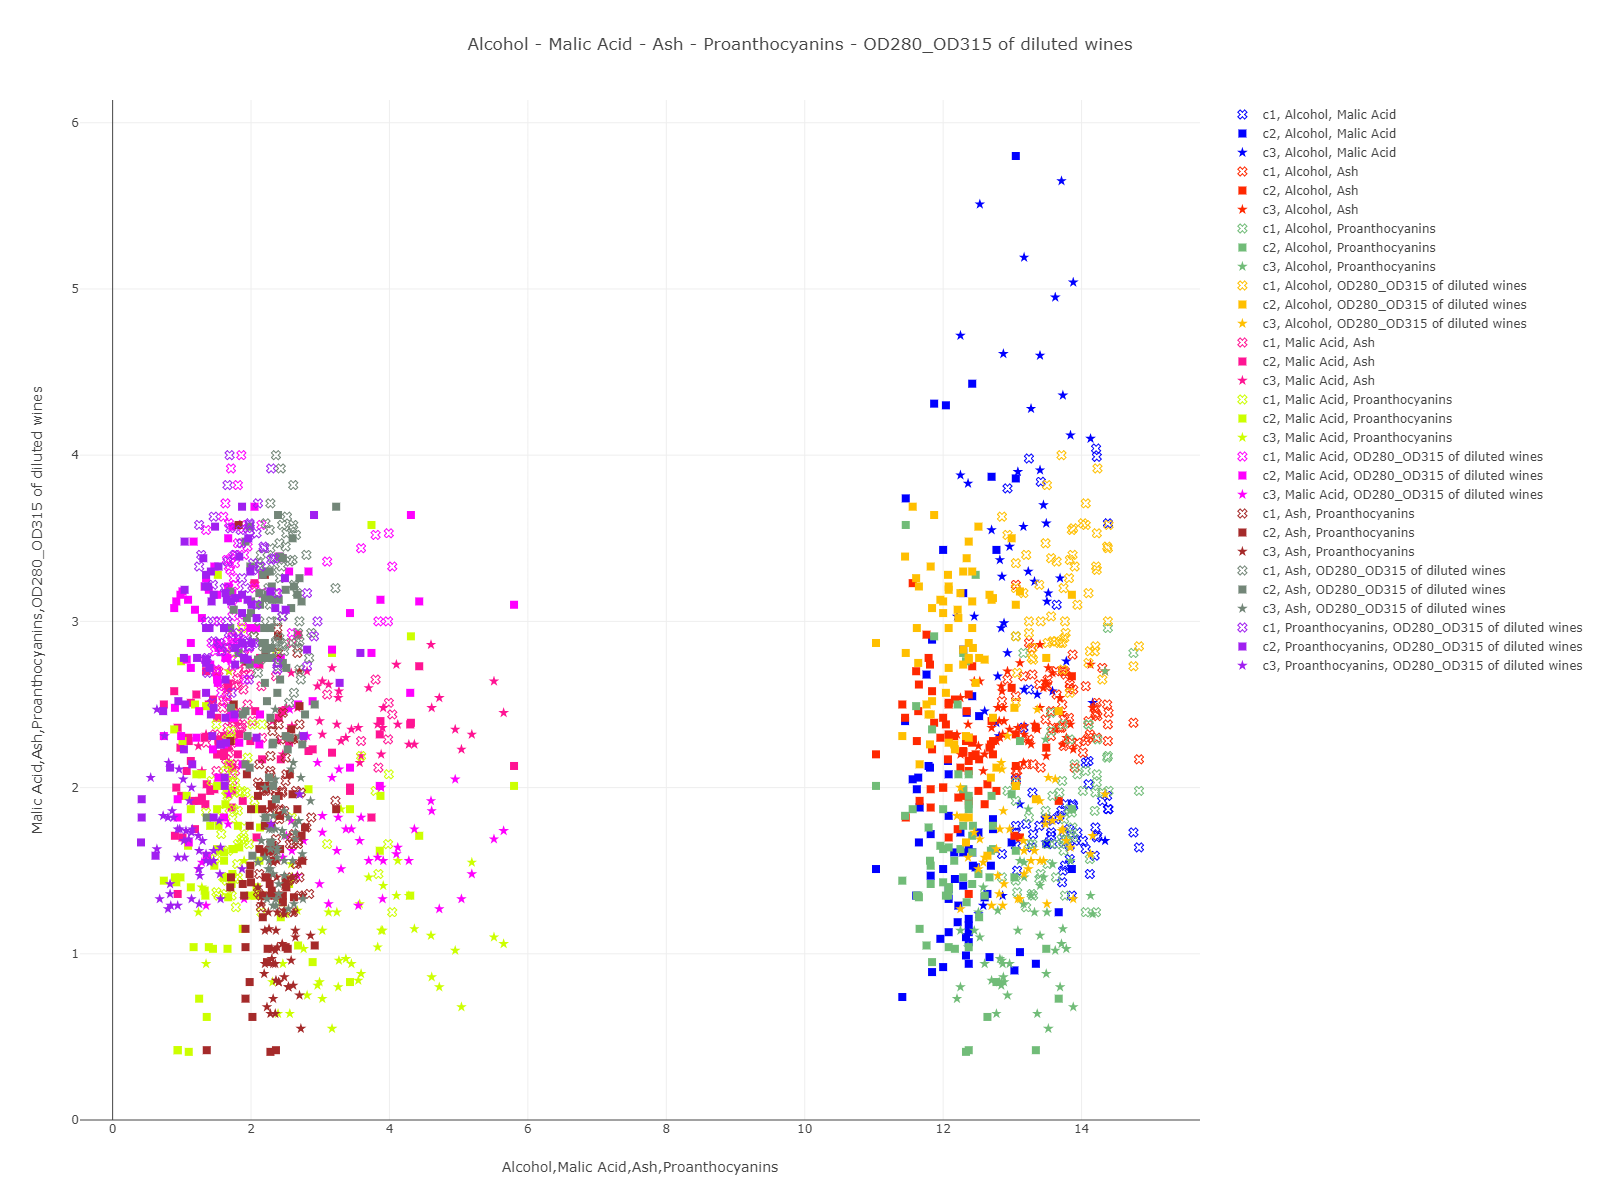 Alcohol - Malic Acid - Ash - Proanthocyanins - OD280_OD315 of diluted wines
Malic Acid,Ash,Proanthocyanins,OD280_OD315 of diluted wines
6
5
4
3
2
1
0
0
2
4
6
8
10
12
14
Alcohol,Malic Acid,Ash,Proanthocyanins
c1, Alcohol, Malic Acid
c2, Alcohol, Malic Acid
c3, Alcohol, Malic Acid
c1, Alcohol, Ash
c2, Alcohol, Ash
c3, Alcohol, Ash
c1, Alcohol, Proanthocyanins
c2, Alcohol, Proanthocyanins
c3, Alcohol, Proanthocyanins
c1, Alcohol, OD280_OD315 of diluted wines
c2, Alcohol, OD280_OD315 of diluted wines
c3, Alcohol, OD280_OD315 of diluted wines
c1, Malic Acid, Ash
c2, Malic Acid, Ash
c3, Malic Acid, Ash
c1, Malic Acid, Proanthocyanins
c2, Malic Acid, Proanthocyanins
c3, Malic Acid, Proanthocyanins
c1, Malic Acid, OD280_OD315 of diluted wines
c2, Malic Acid, OD280_OD315 of diluted wines
c3, Malic Acid, OD280_OD315 of diluted wines
c1, Ash, Proanthocyanins
c2, Ash, Proanthocyanins
c3, Ash, Proanthocyanins
c1, Ash, OD280_OD315 of diluted wines
c2, Ash, OD280_OD315 of diluted wines
c3, Ash, OD280_OD315 of diluted wines
c1, Proanthocyanins, OD280_OD315 of diluted wines
c2, Proanthocyanins, OD280_OD315 of diluted wines
c3, Proanthocyanins, OD280_OD315 of diluted wines